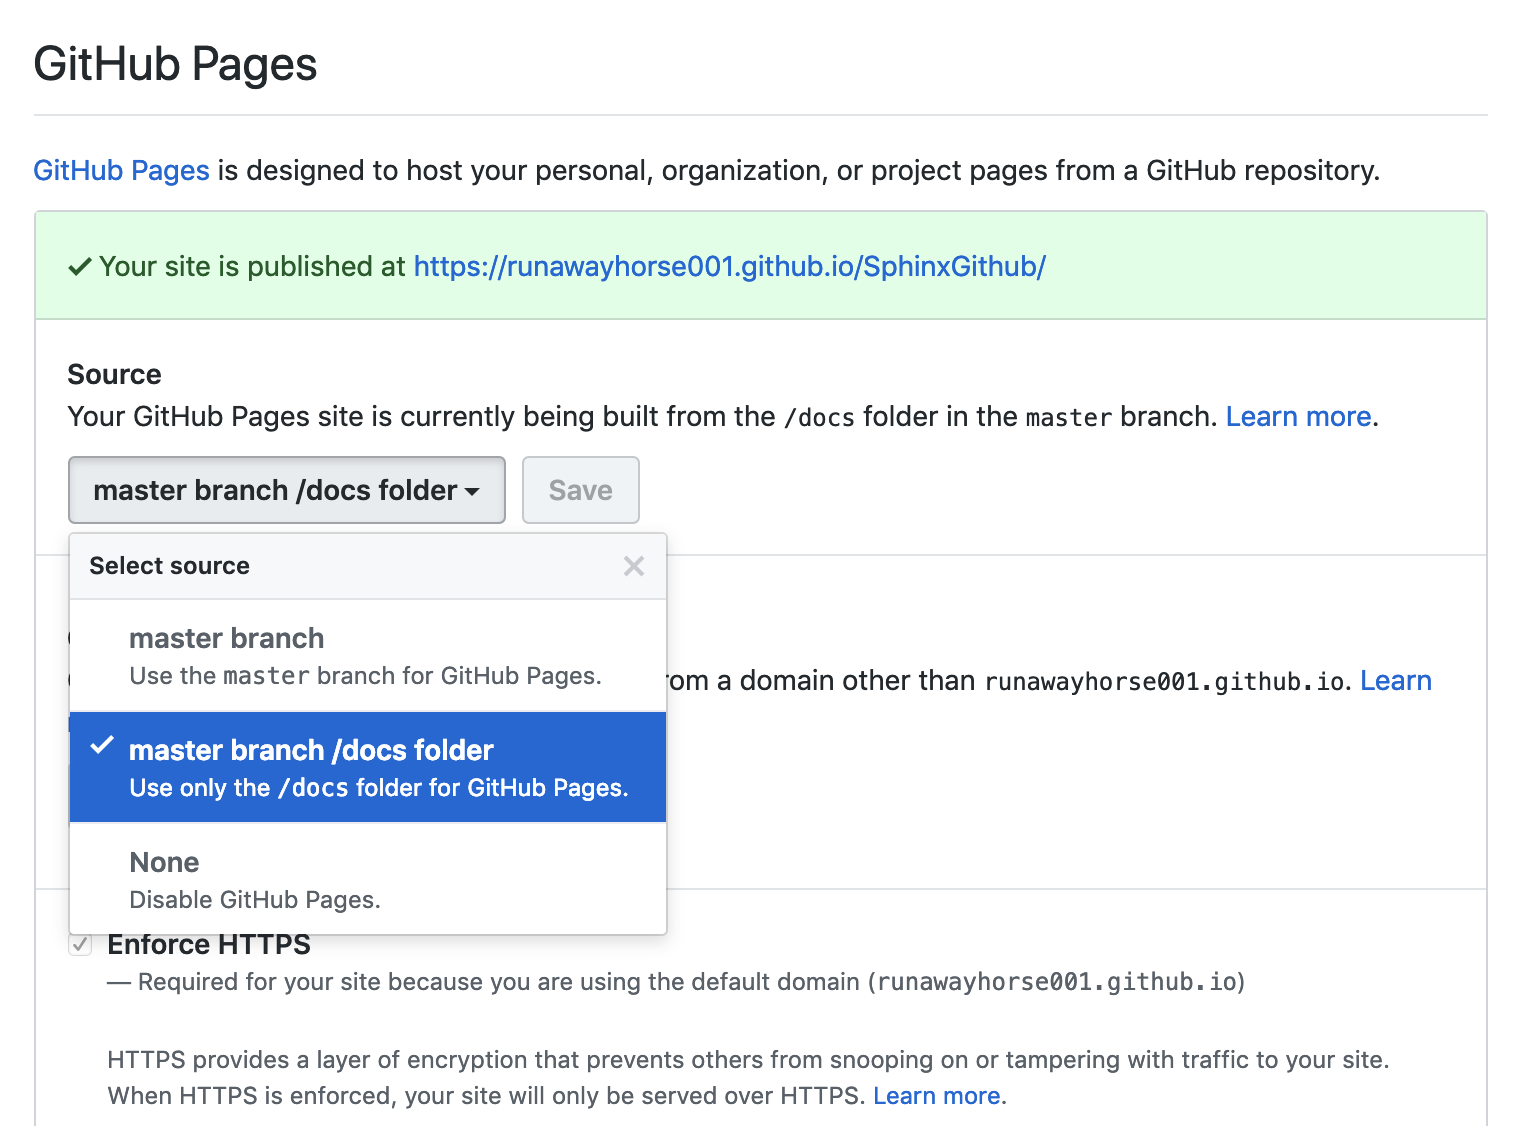 GitHub Pages
GitHub Pages is designed to host your personal, organization, or project pages from a GitHub repository.
Your site is published at https://runawayhorse001.github.io/SphinxGithub/
Source
Your GitHub Pages site is currently being built from the /docs folder in the master branch. Learn more.
master branch /docs folder Save
Select source
master branch
Use the master branch for GitHub Pages.
om a domain other than runawayhorse001.github.io. Learn
master branch /docs folder
Use only the /docs folder for GitHub Pages.
None
Disable GitHub Pages.
Enforce HTTPS
— Required for your site because you are using the default domain (runawayhorse001.github.io)
HTTPS provides a layer of encryption that prevents others from snooping on or tampering with traffic to your site.
When HTTPS is enforced, your site will only be served over HTTPS. Learn more.